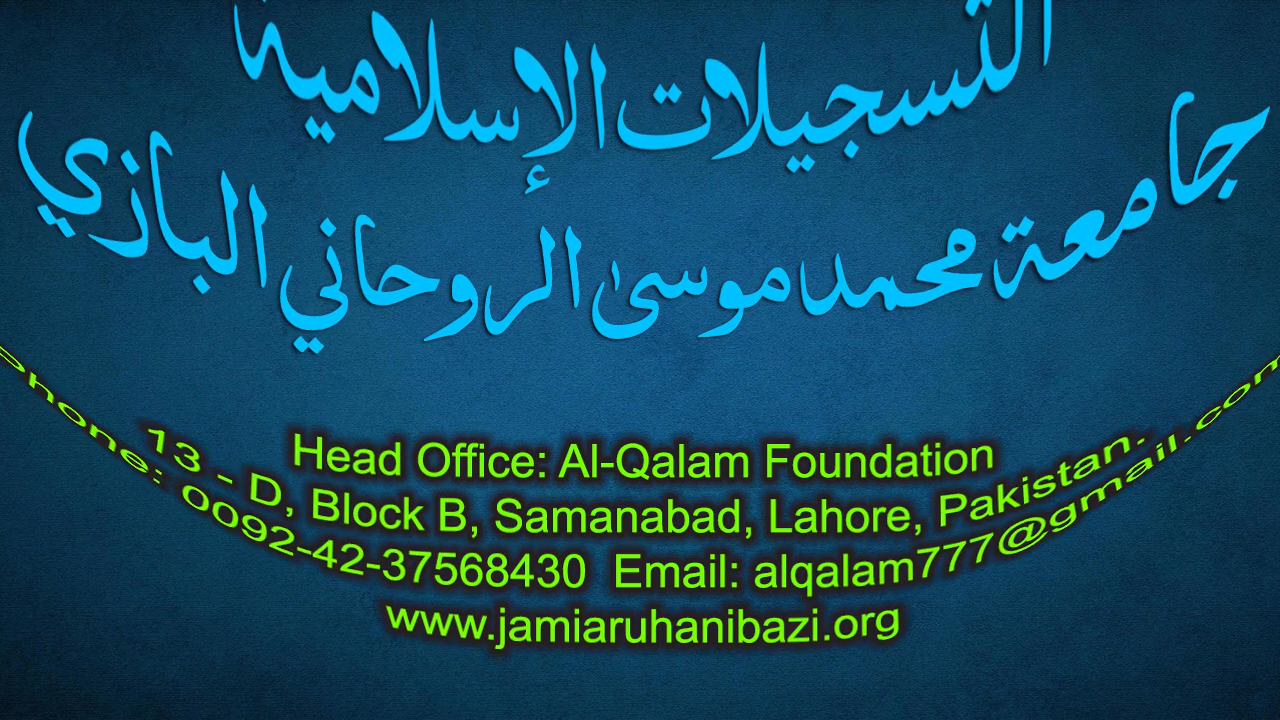 التسجيلات الإسلامية
جامعة محمد موسىٰ الروحاني البازي
Head Office: Al-Qalam Foundation
13 - D, Block B, Samanabad, Lahore, Pakistan.
Phone: 0092-42-37568430 Email: alqalam777@gmail.com
www.jamiaruhanibazi.org